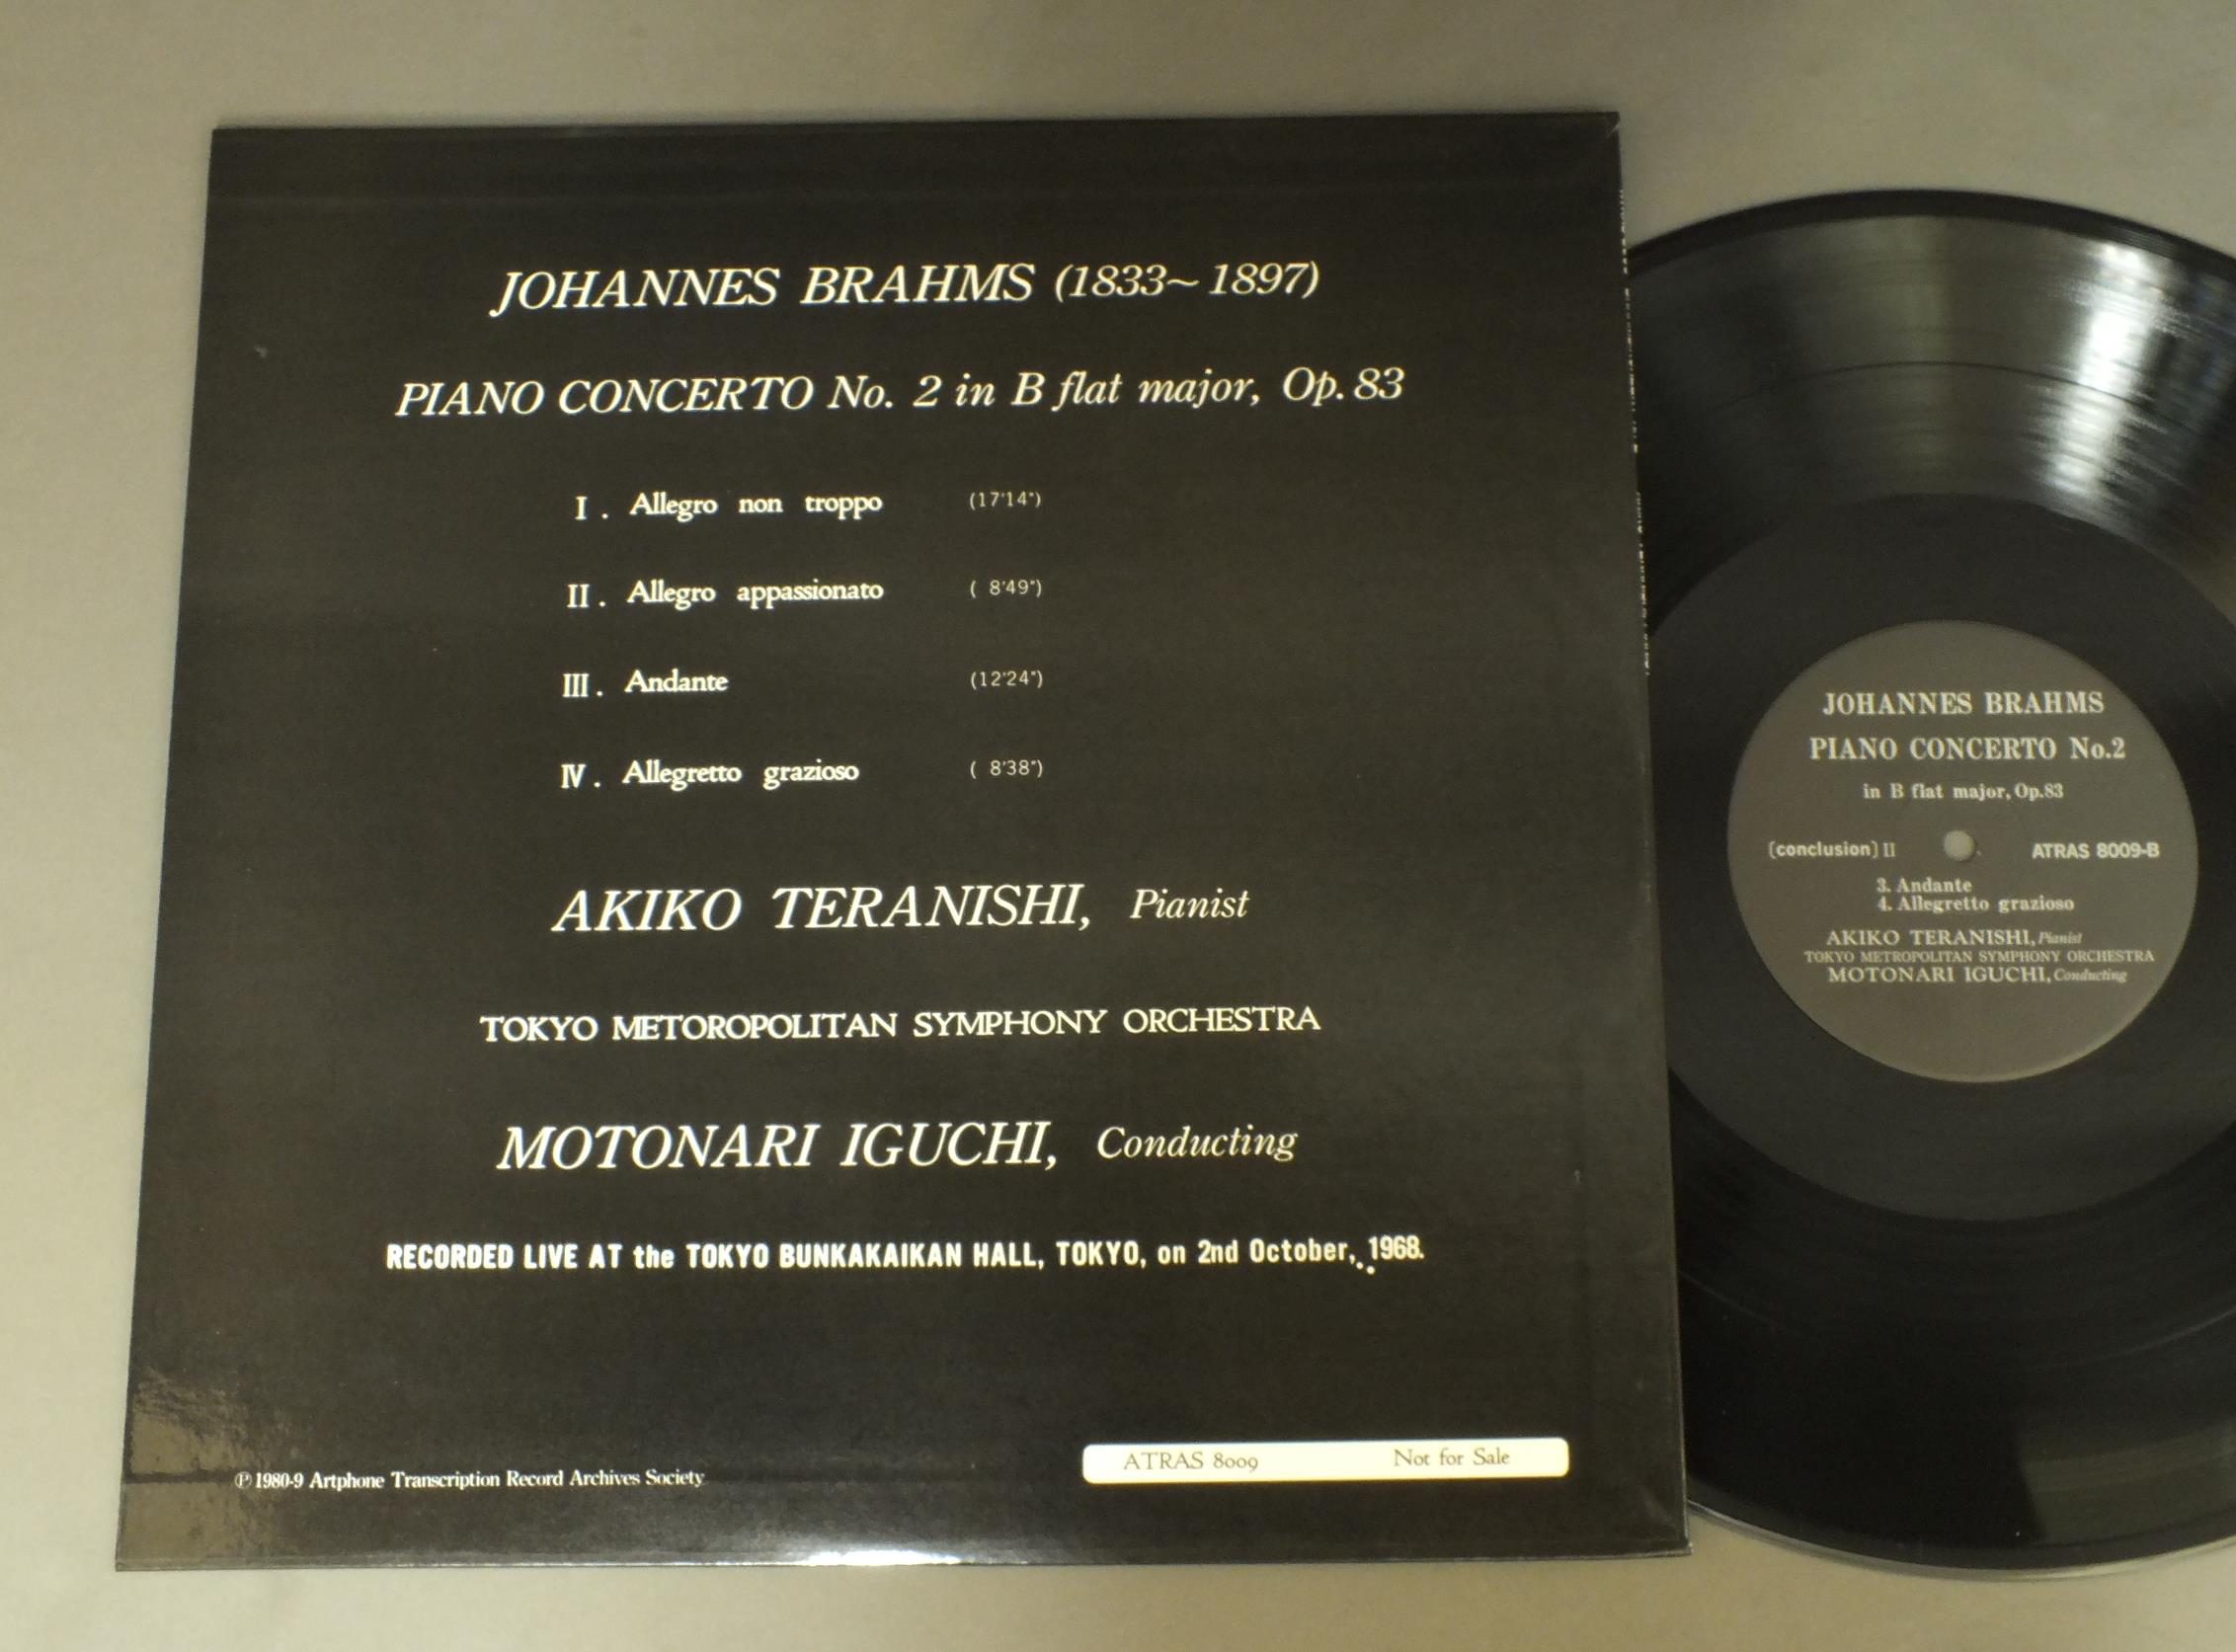 JOHANNES BRAHMS (1833~1897)
PIANO CONCERTO No. 2 in B flat major, Op. 83
I. Allegro non troppo (17'14")
II. Allegro appassionato ( 8'49")
III. Andante (12'24")
IV. Allegretto grazioso ( 8'38")
AKIKO TERANISHI, Pianist
TOKYO METOROPOLITAN SYMPHONY ORCHESTRA
MOTONARI IGUCHI, Conducting
RECORDED LIVE AT the TOKYO BUNKAKAIKAN HALL, TOKYO, on 2nd October, 1968.
℗ 1980-9 Artphone Transcription Record Archives Society
ATRAS 8009 Not for Sale
JOHANNES BRAHMS
PIANO CONCERTO No.2
in B flat major, Op.83
(conclusion) II ATRAS 8009-B
3. Andante
4. Allegretto grazioso
AKIKO TERANISHI, Pianist
TOKYO METROPOLITAN SYMPHONY ORCHESTRA
MOTONARI IGUCHI, Conducting